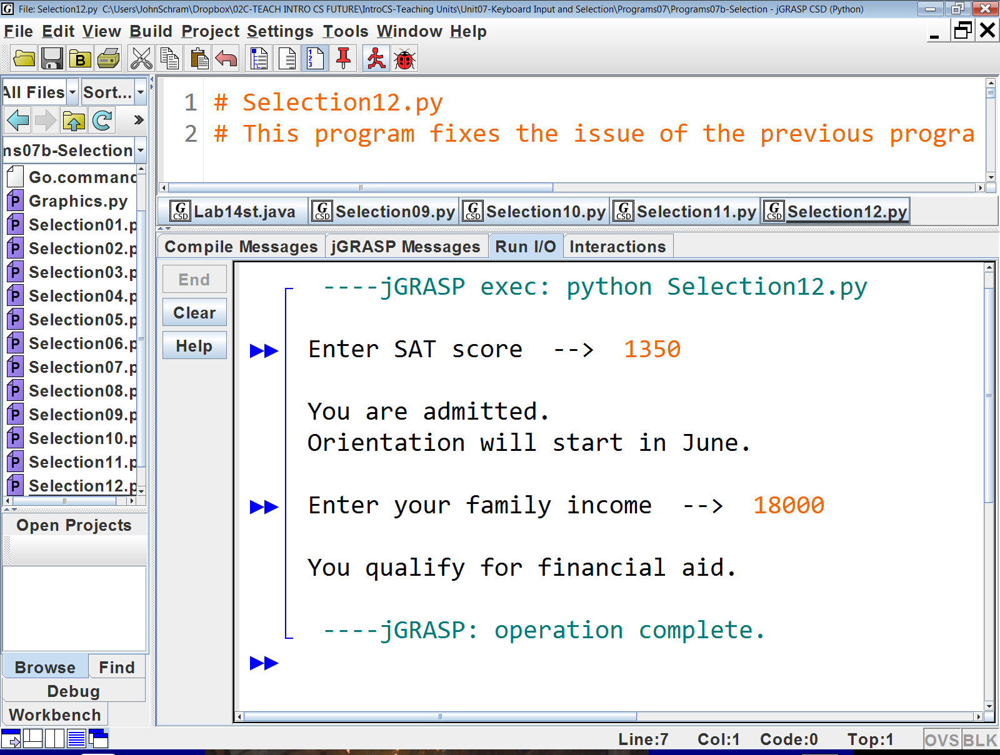 File: Selection12.py  C:\Users\JohnSchram\Dropbox\02C-TEACH INTRO CS FUTURE\IntroCS-Teaching Units\Unit07-Keyboard Input and Selection\Programs07\Programs07b-Selection - jGRASP CSD (Python)
File Edit View Build Project Settings Tools Window Help
All Files Sort...
ms07b-Selection
Go.command
Graphics.py
Selection01.p
Selection02.p
Selection03.p
Selection04.p
Selection05.p
Selection06.p
Selection07.p
Selection08.p
Selection09.p
Selection10.p
Selection11.p
Selection12.p
Open Projects
Browse Find
Debug
Workbench
1 # Selection12.py
2 # This program fixes the issue of the previous progra
Lab14st.java Selection09.py Selection10.py Selection11.py Selection12.py
Compile Messages jGRASP Messages Run I/O Interactions
End
Clear
Help
----jGRASP exec: python Selection12.py
Enter SAT score  -->  1350
You are admitted.
Orientation will start in June.
Enter your family income  -->  18000
You qualify for financial aid.
----jGRASP: operation complete.
Line:7 Col:1 Code:0 Top:1 OVS BLK